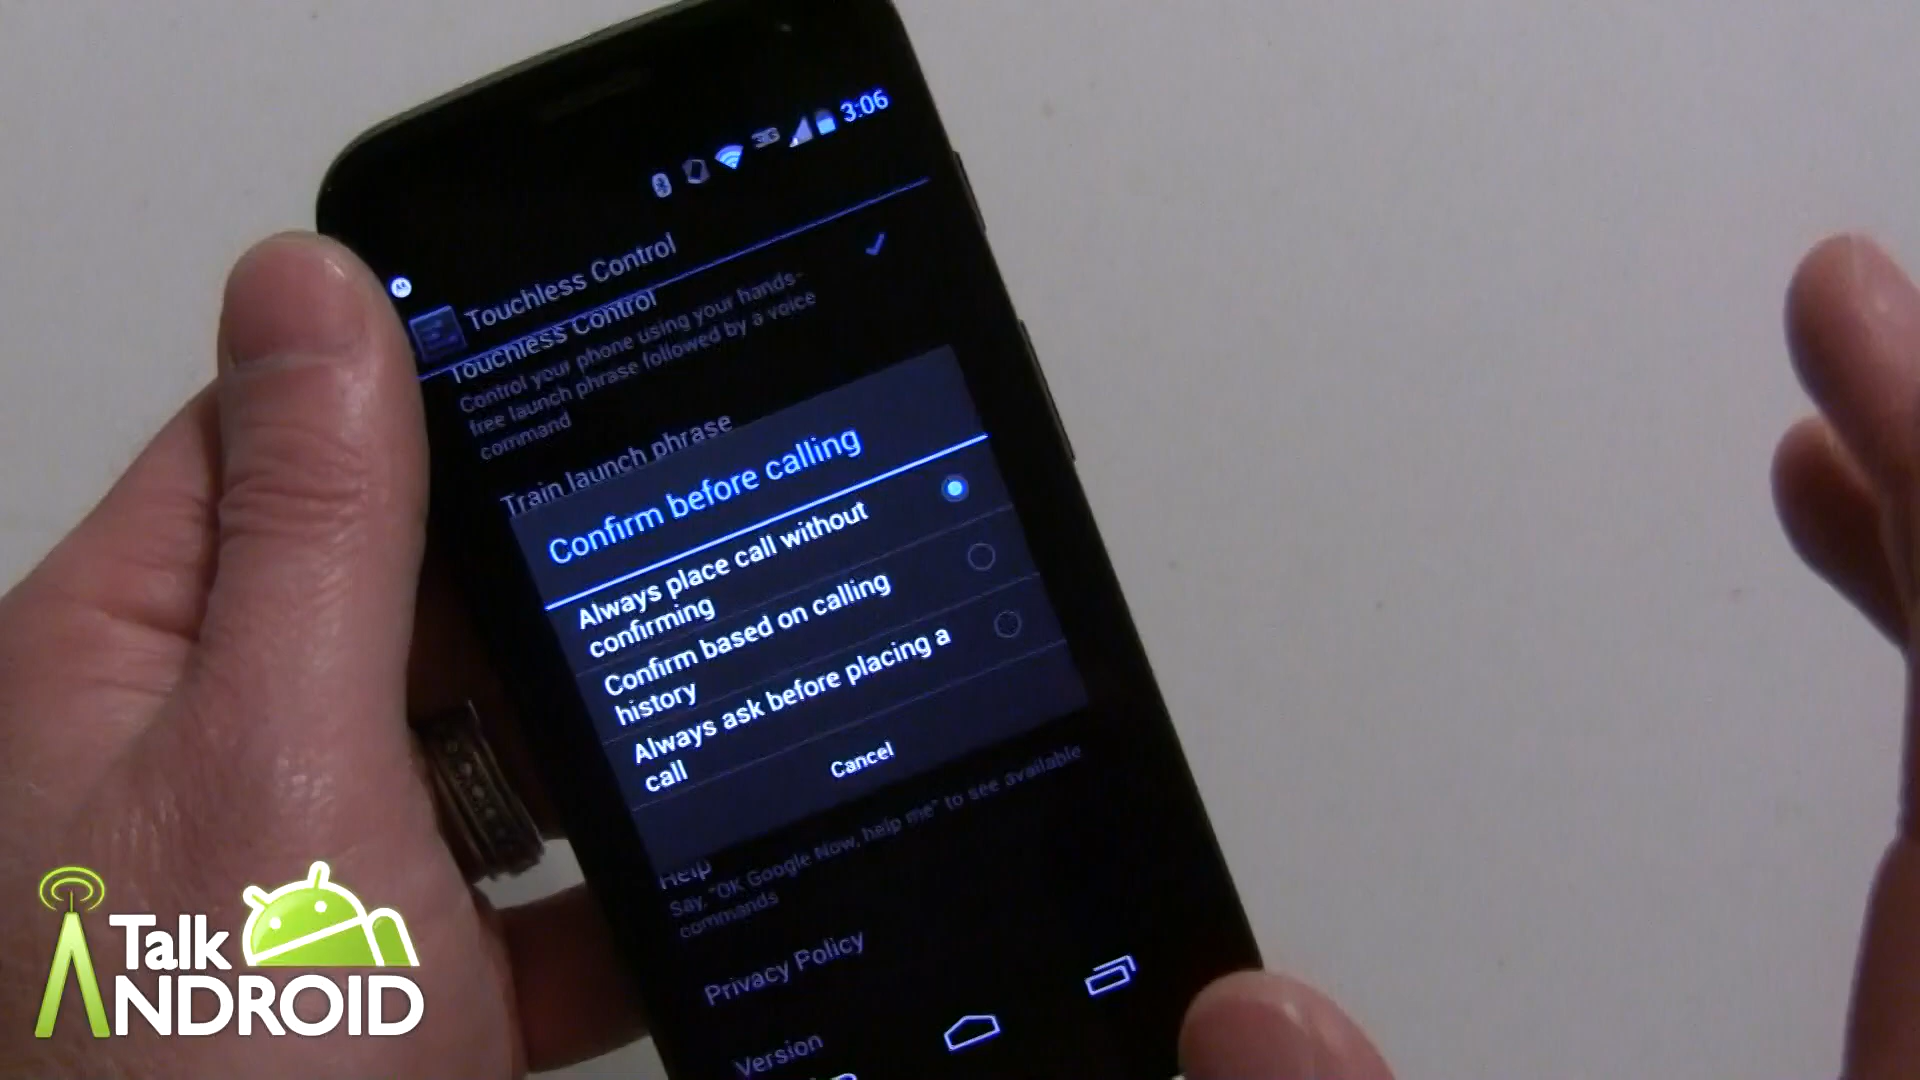 3G 3:06
Touchless Control
Touchless Control
Control your phone using your hands-
free launch phrase followed by a voice
command
Train launch phrase
Confirm before calling
Always place call without
confirming
Confirm based on calling
history
Always ask before placing a
call
Cancel
Help
Say, "OK Google Now, help me" to see available
commands
Privacy Policy
Version
Talk
ANDROID